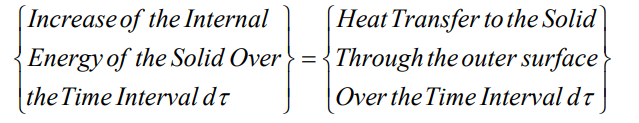 Increase of the Internal Energy of the Solid Over the Time Interval dτ = Heat Transfer to the Solid Through the outer surface Over the Time Interval dτ